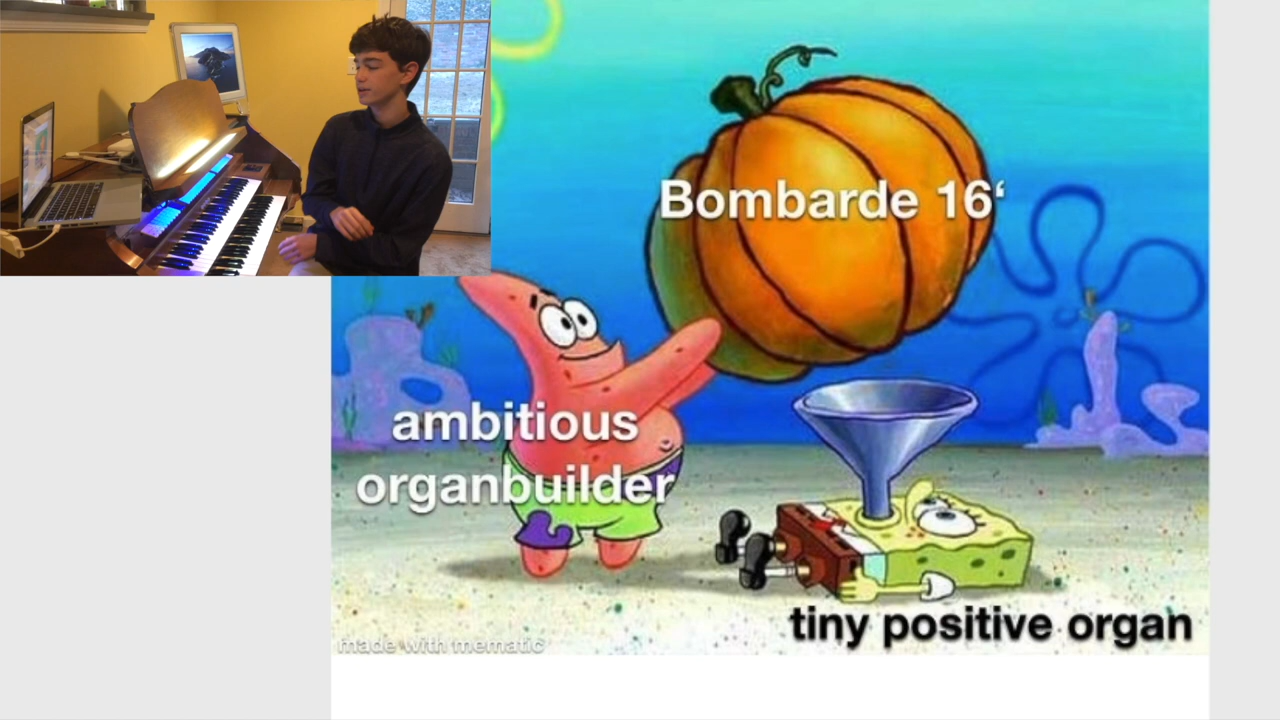 Bombarde 16‘
ambitious
organbuilder
tiny positive organ
made with mematic